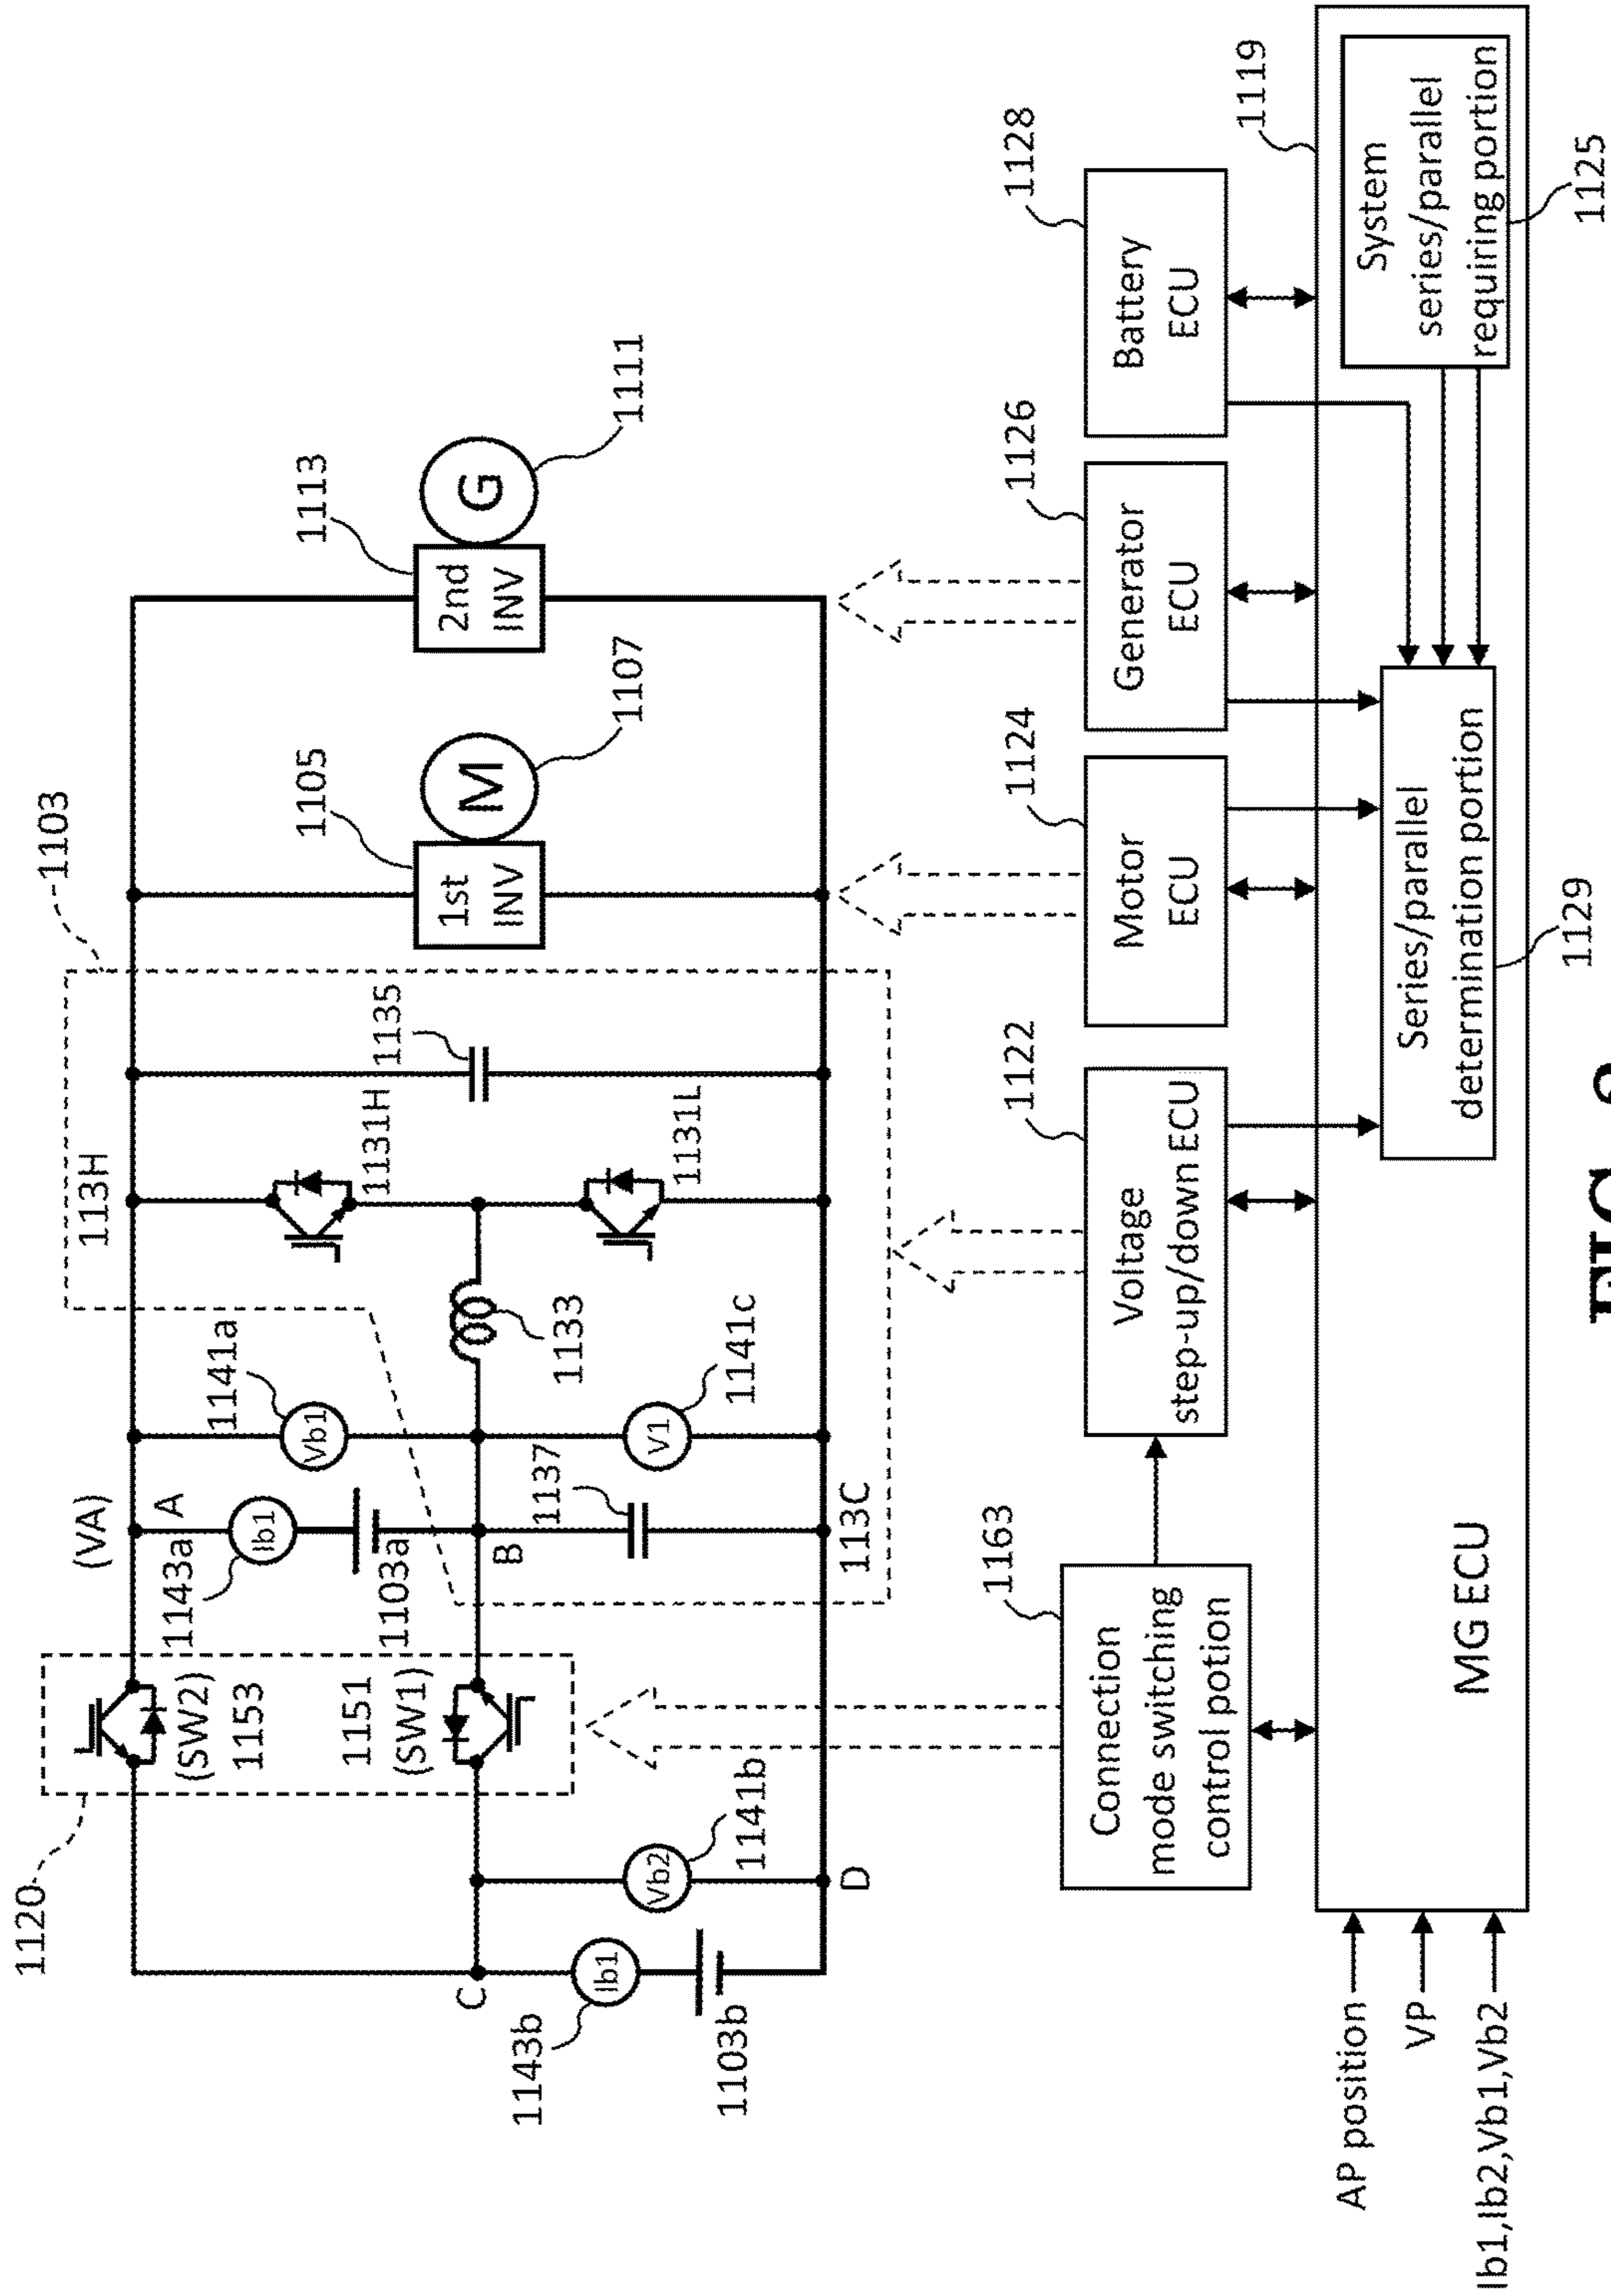 1120
1103
(VA)
113H
1143a
A
1141a
1135
1105
1113
(SW2)
1153
Ib1
Vb1
1131H
1107
1111
1151
(SW1)
1103a
1st
INV
M
2nd
INV
G
C
B
1137
1133
1143b
Ib1
Vb2
V1
1131L
1103b
1141b
1141c
D
113C
1163
1122
1124
1126
1128
1119
Connection
mode switching
control potion
Voltage
step-up/down ECU
Motor
ECU
Generator
ECU
Battery
ECU
AP position
VP
Ib1,Ib2,Vb1,Vb2
MG ECU
Series/parallel
determination portion
System
series/parallel
requiring portion
1129
1125
FIG.